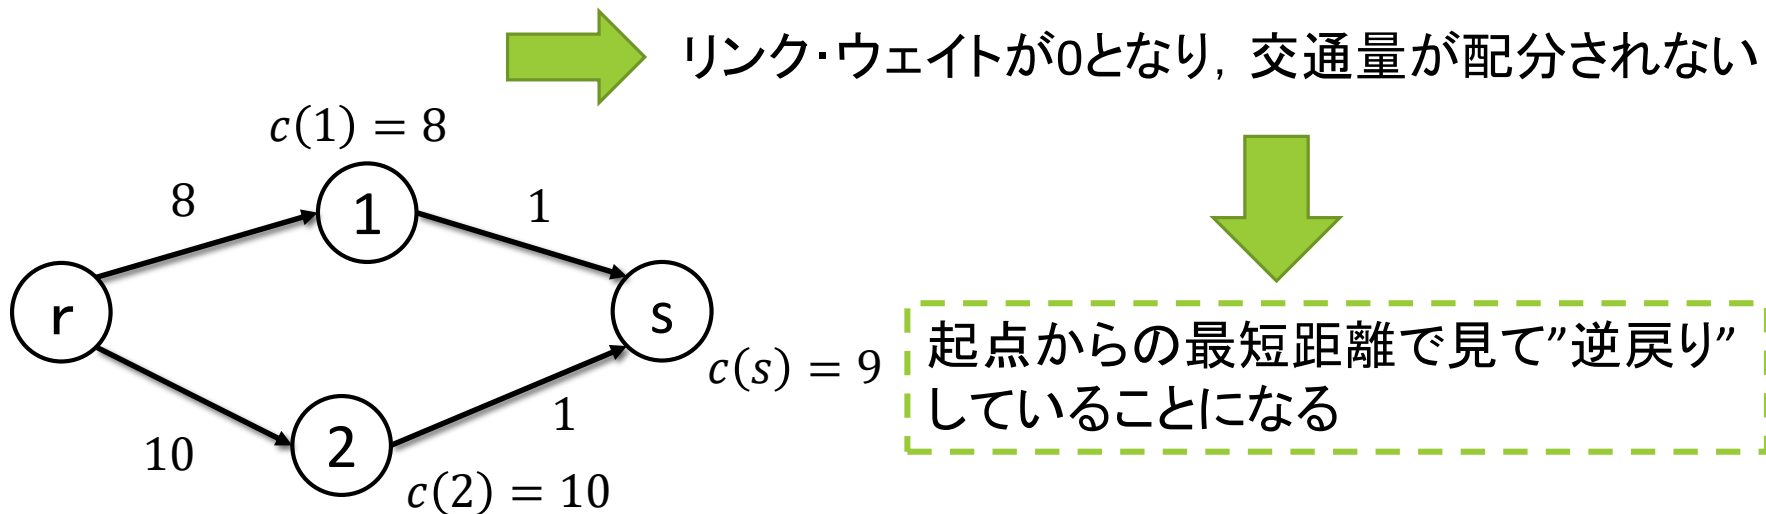 リンク・ウェイトが0となり，交通量が配分されない
c(1) = 8
8
1
1
r
s
起点からの最短距離で見て”逆戻り”
していることになる
c(s) = 9
10
2
1
c(2) = 10